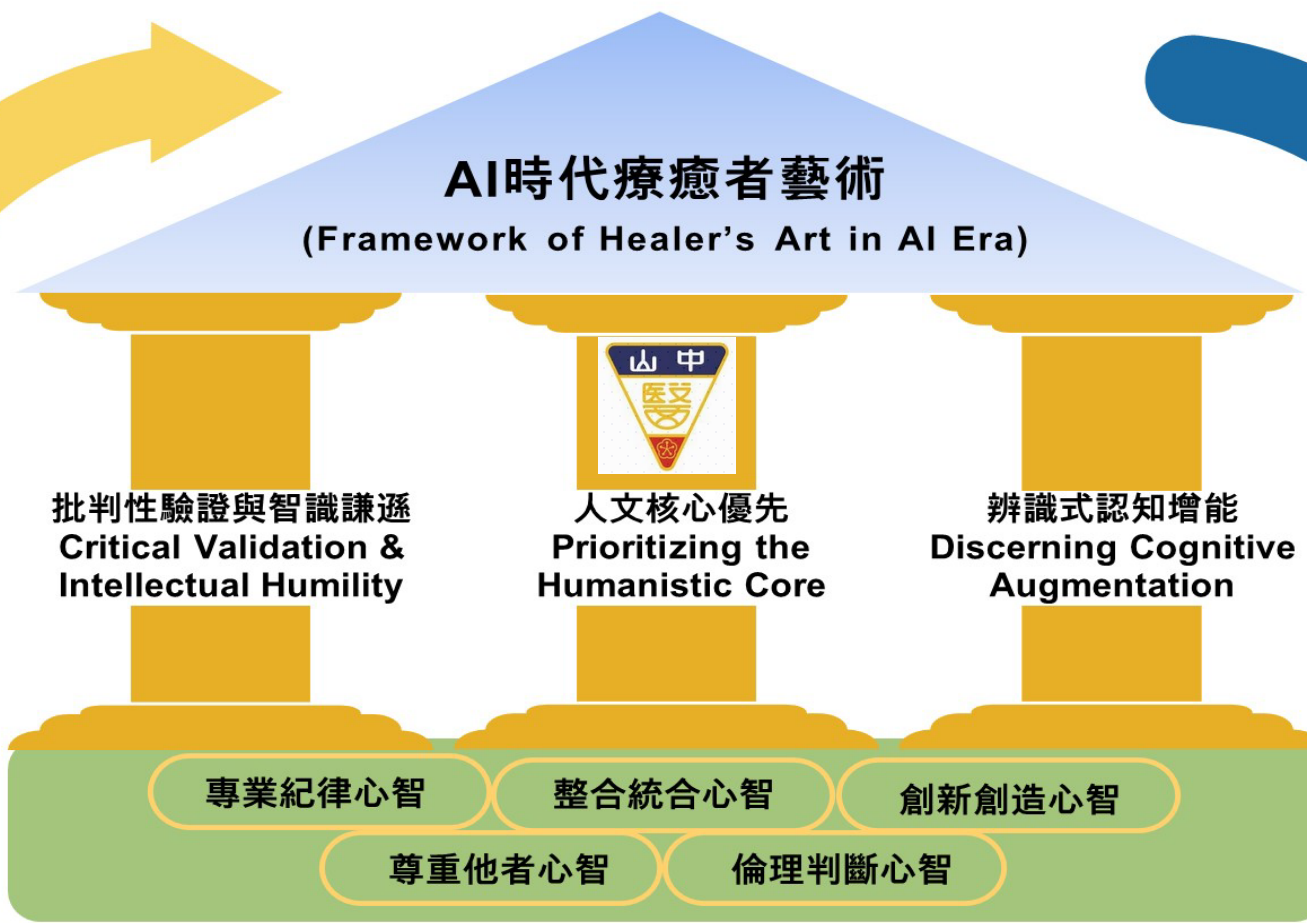 AI時代療癒者藝術
(Framework of Healer’s Art in AI Era)
山中
醫
批判性驗證與智識謙遜
Critical Validation &
Intellectual Humility
人文核心優先
Prioritizing the
Humanistic Core
辨識式認知增能
Discerning Cognitive
Augmentation
專業紀律心智
整合統合心智
創新創造心智
尊重他者心智
倫理判斷心智